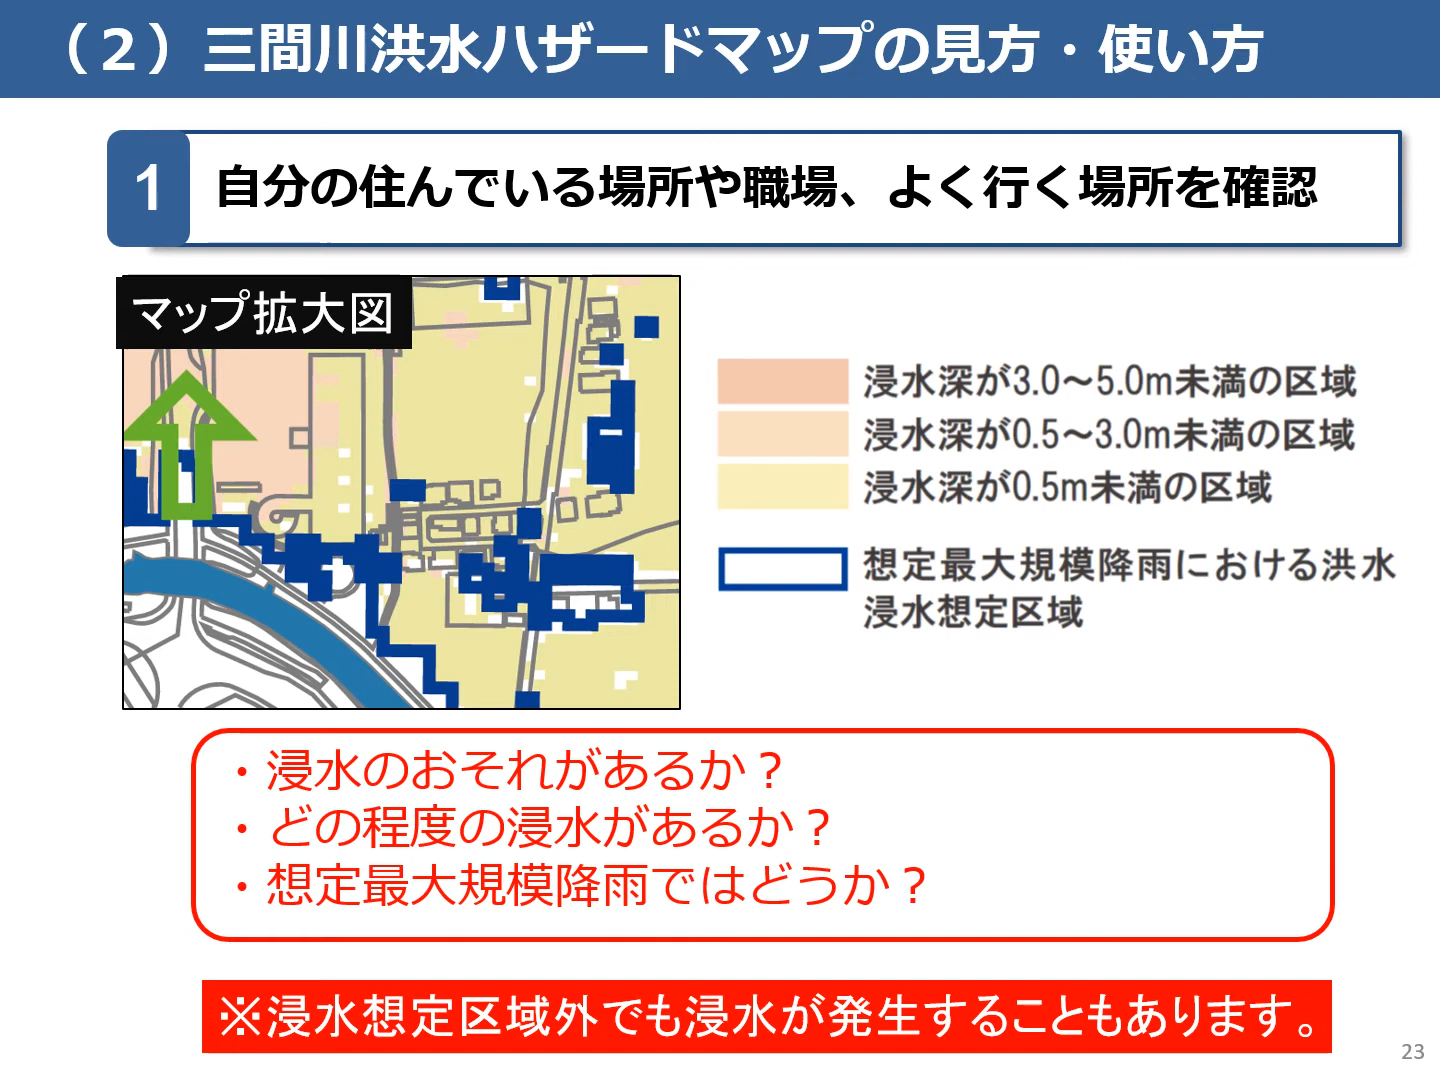 （２）三間川洪水ハザードマップの見方・使い方
1
自分の住んでいる場所や職場、よく行く場所を確認
マップ拡大図
浸水深が3.0～5.0m未満の区域
浸水深が0.5～3.0m未満の区域
浸水深が0.5m未満の区域
想定最大規模降雨における洪水
浸水想定区域
・浸水のおそれがあるか？
・どの程度の浸水があるか？
・想定最大規模降雨ではどうか？
※浸水想定区域外でも浸水が発生することもあります。
23